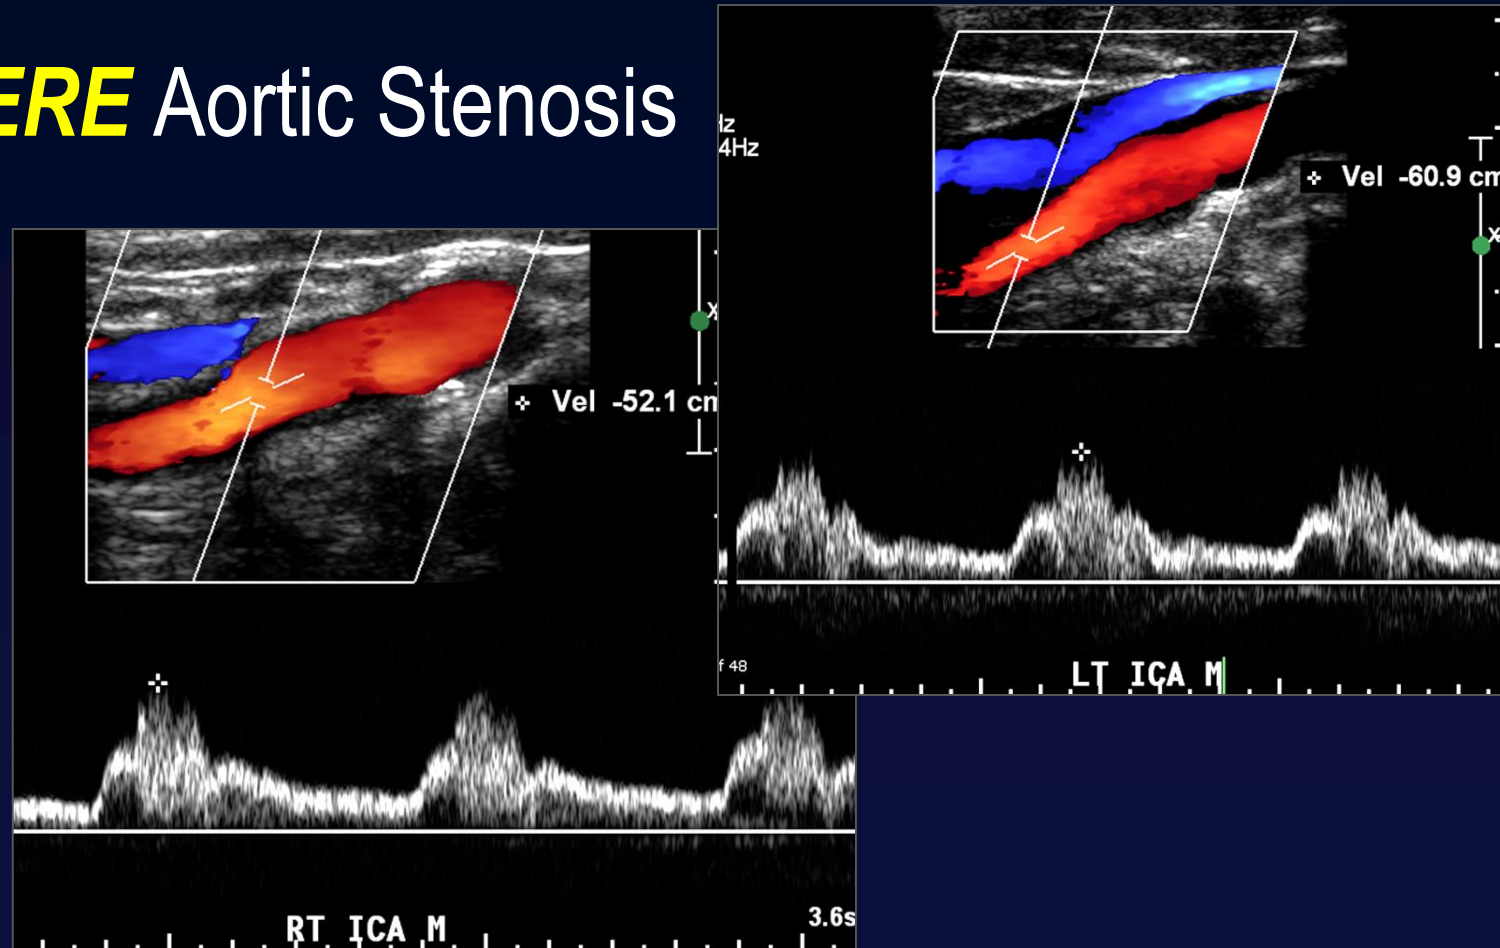 ERE Aortic Stenosis
Hz
4Hz
Vel -60.9 cm
X
X
Vel -52.1 cm
f 48
LT ICA M
3.6s
RT ICA M